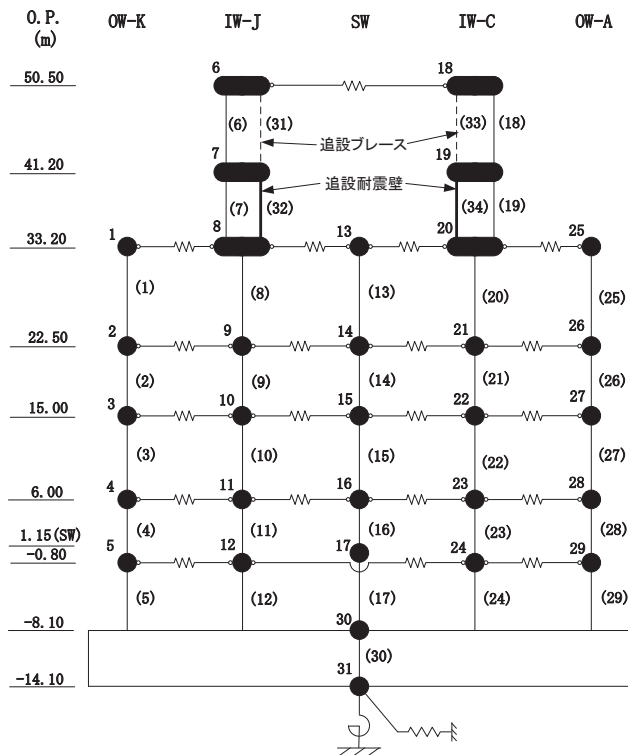 O.P. OW-K IW-J SW IW-C OW-A
(m)
6 18
50.50
(6) (31) (33) (18)
追設ブレース
7 19
41.20
追設耐震壁
(7) (32) (34) (19)
1 8 13 20 25
33.20
(1) (8) (13) (20) (25)
2 9 14 21 26
22.50
(2) (9) (14) (21) (26)
3 10 15 22 27
15.00
(3) (10) (15) (22) (27)
4 11 16 23 28
6.00
(4) (11) (16) (23) (28)
1.15(SW)
5 12 17 24 29
-0.80
(5) (12) (17) (24) (29)
30
-8.10
(30)
31
-14.10